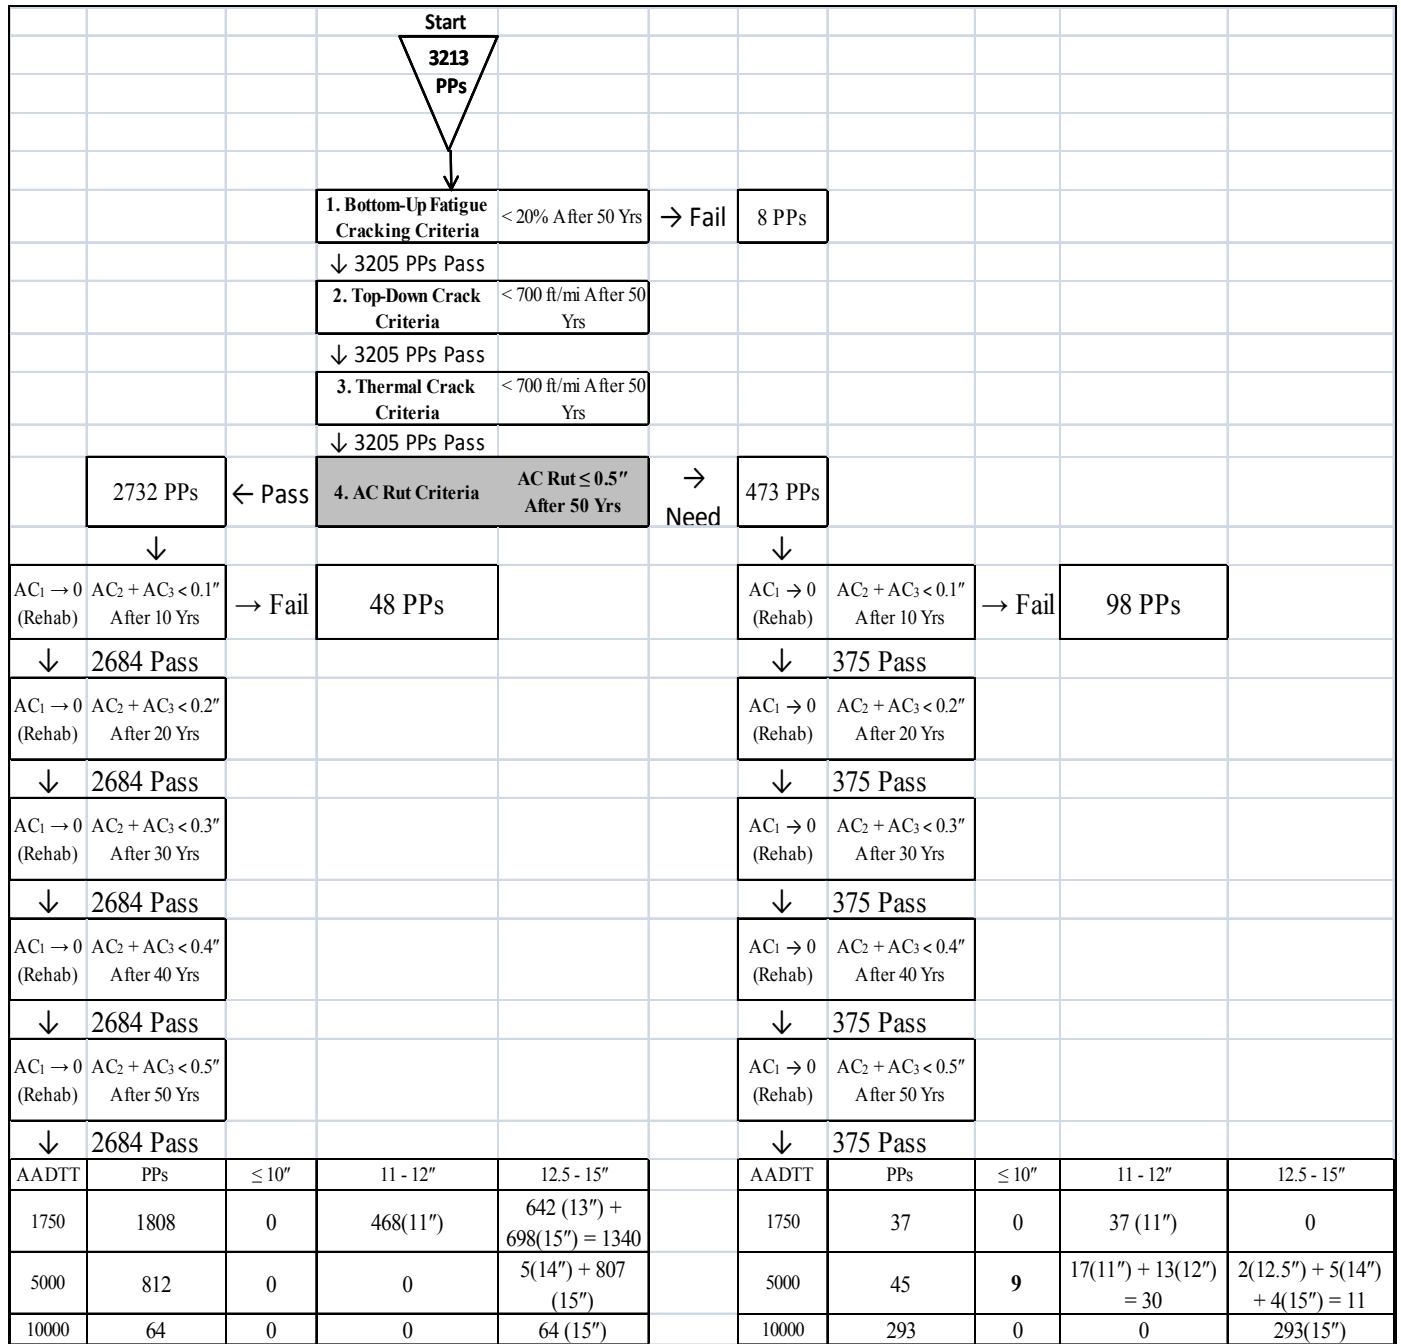 Start
3213
PPs
1. Bottom-Up Fatigue
Cracking Criteria
< 20% After 50 Yrs
→ Fail
8 PPs
↓ 3205 PPs Pass
2. Top-Down Crack
Criteria
< 700 ft/mi After 50
Yrs
↓ 3205 PPs Pass
3. Thermal Crack
Criteria
< 700 ft/mi After 50
Yrs
↓ 3205 PPs Pass
2732 PPs
← Pass
4. AC Rut Criteria
AC Rut ≤ 0.5″
After 50 Yrs
→
Need
473 PPs
↓ ↓
AC₁ → 0
(Rehab)
AC₂ + AC₃ < 0.1″
After 10 Yrs
→ Fail
48 PPs
AC₁ → 0
(Rehab)
AC₂ + AC₃ < 0.1″
After 10 Yrs
→ Fail
98 PPs
↓ 2684 Pass
↓ 375 Pass
AC₁ → 0
(Rehab)
AC₂ + AC₃ < 0.2″
After 20 Yrs
AC₁ → 0
(Rehab)
AC₂ + AC₃ < 0.2″
After 20 Yrs
↓ 2684 Pass
↓ 375 Pass
AC₁ → 0
(Rehab)
AC₂ + AC₃ < 0.3″
After 30 Yrs
AC₁ → 0
(Rehab)
AC₂ + AC₃ < 0.3″
After 30 Yrs
↓ 2684 Pass
↓ 375 Pass
AC₁ → 0
(Rehab)
AC₂ + AC₃ < 0.4″
After 40 Yrs
AC₁ → 0
(Rehab)
AC₂ + AC₃ < 0.4″
After 40 Yrs
↓ 2684 Pass
↓ 375 Pass
AC₁ → 0
(Rehab)
AC₂ + AC₃ < 0.5″
After 50 Yrs
AC₁ → 0
(Rehab)
AC₂ + AC₃ < 0.5″
After 50 Yrs
↓ 2684 Pass
↓ 375 Pass
AADTT PPs ≤ 10″ 11 - 12″ 12.5 - 15″
AADTT PPs ≤ 10″ 11 - 12″ 12.5 - 15″
1750 1808 0 468(11″)
642 (13″) +
698(15″) = 1340
1750 37 0 37 (11″) 0
5000 812 0 0
5(14″) + 807
(15″)
5000 45 9
17(11″) + 13(12″)
= 30
2(12.5″) + 5(14″)
+ 4(15″) = 11
10000 64 0 0 64 (15″)
10000 293 0 0 293(15″)